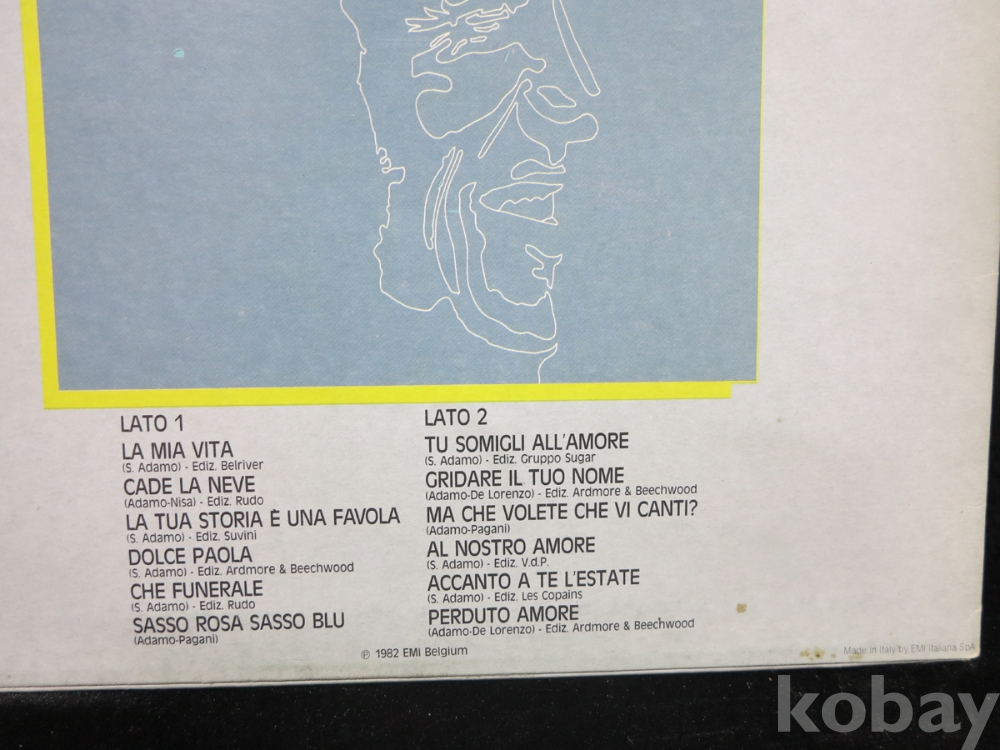 LATO 1
LA MIA VITA
(S. Adamo) - Ediz. Belriver
CADE LA NEVE
(Adamo-Nisa) - Ediz. Rudo
LA TUA STORIA È UNA FAVOLA
(S. Adamo) - Ediz. Suvini
DOLCE PAOLA
(S. Adamo) - Ediz. Ardmore & Beechwood
CHE FUNERALE
(S. Adamo) - Ediz. Rudo
SASSO ROSA SASSO BLU
(Adamo-Pagani)
LATO 2
TU SOMIGLI ALL'AMORE
(S. Adamo) - Ediz. Gruppo Sugar
GRIDARE IL TUO NOME
(Adamo-De Lorenzo) - Ediz. Ardmore & Beechwood
MA CHE VOLETE CHE VI CANTI?
(Adamo-Pagani)
AL NOSTRO AMORE
(S. Adamo) - Ediz. V.d.P.
ACCANTO A TE L'ESTATE
(S. Adamo) - Ediz. Les Copains
PERDUTO AMORE
(Adamo-De Lorenzo) - Ediz. Ardmore & Beechwood
℗ 1982 EMI Belgium
Made in Italy by EMI Italiana SpA
kobay